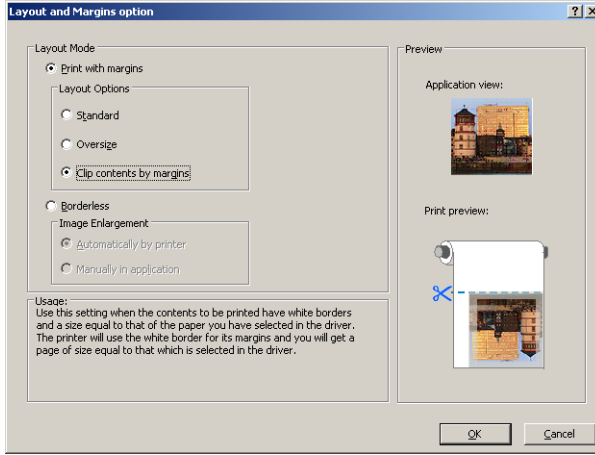 Layout and Margins option
Layout Mode
Print with margins
Layout Options
Standard
Oversize
Clip contents by margins
Borderless
Image Enlargement
Automatically by printer
Manually in application
Usage:
Use this setting when the contents to be printed have white borders
and a size equal to that of the paper you have selected in the driver.
The printer will use the white border for its margins and you will get a
page of size equal to that which is selected in the driver.
Preview
Application view:
Print preview:
OK
Cancel